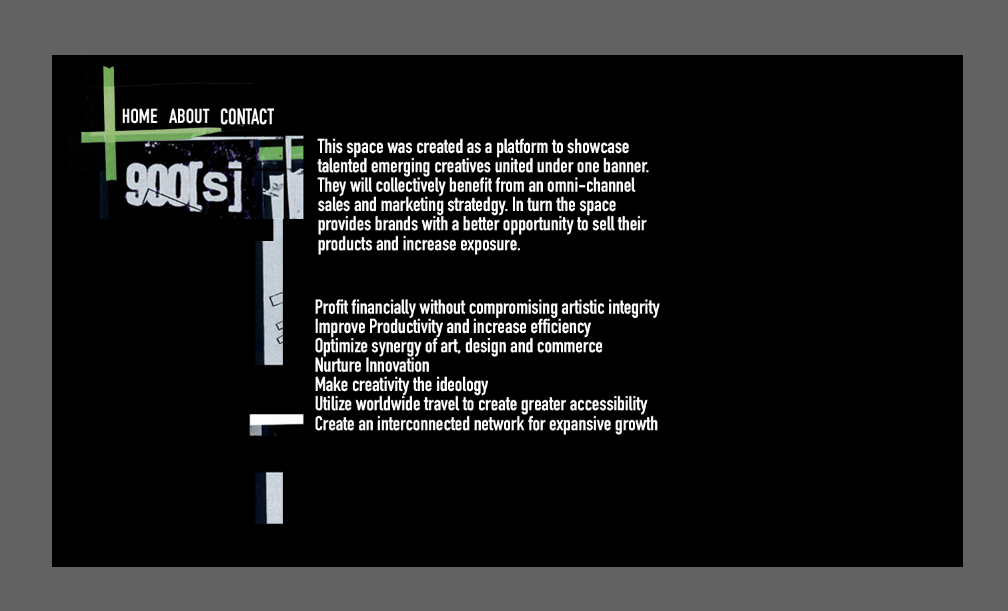 HOME ABOUT CONTACT
900[s]
This space was created as a platform to showcase
talented emerging creatives united under one banner.
They will collectively benefit from an omni-channel
sales and marketing stratedgy. In turn the space
provides brands with a better opportunity to sell their
products and increase exposure.
Profit financially without compromising artistic integrity
Improve Productivity and increase efficiency
Optimize synergy of art, design and commerce
Nurture Innovation
Make creativity the ideology
Utilize worldwide travel to create greater accessibility
Create an interconnected network for expansive growth